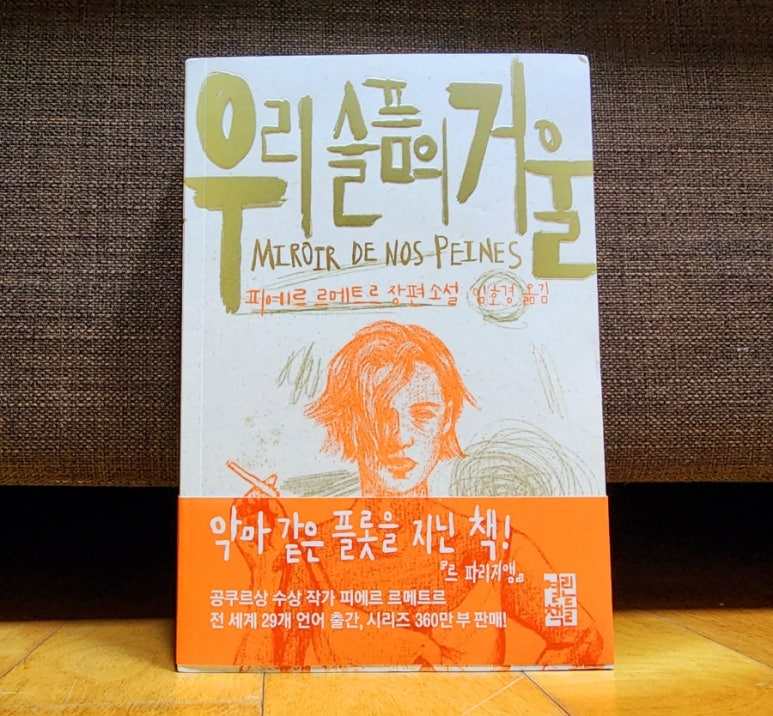 우리 슬픔의 거울
MIROIR DE NOS PEINES
피에르 르메트르 장편소설 임호경 옮김
악마 같은 플롯을 지닌 책!
『르 파리지앵』
공쿠르상 수상 작가 피에르 르메트르
전 세계 29개 언어 출간, 시리즈 360만 부 판매!
열린
책들